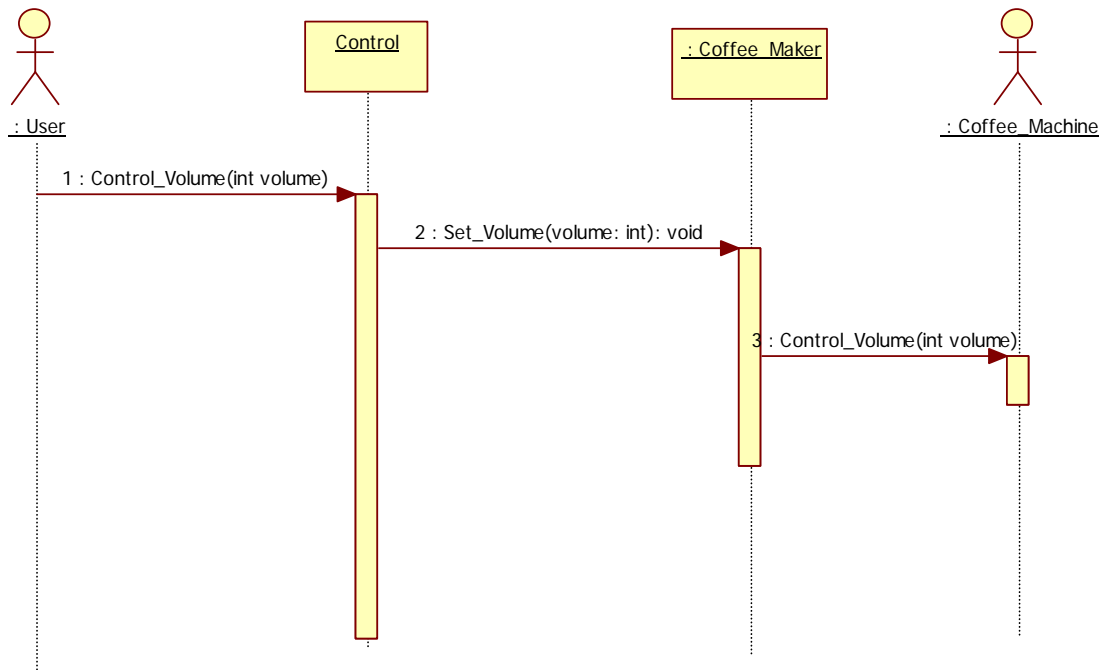 Control
: Coffee_Maker
: User
: Coffee_Machine
1 : Control_Volume(int volume)
2 : Set_Volume(volume: int): void
3 : Control_Volume(int volume)